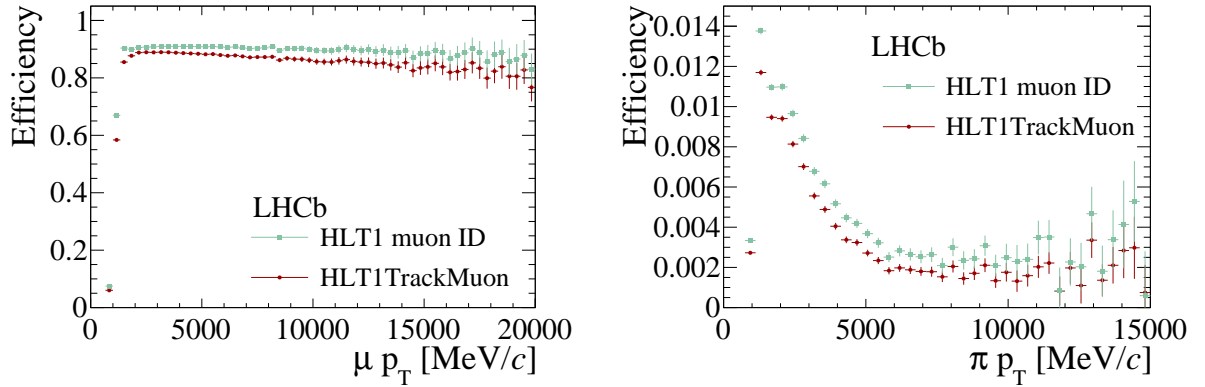 Efficiency
1
0.8
0.6
0.4
0.2
0
LHCb
HLT1 muon ID
HLT1TrackMuon
0 5000 10000 15000 20000
μ p_T [MeV/c]
Efficiency
0.014
0.012
0.01
0.008
0.006
0.004
0.002
0
LHCb
HLT1 muon ID
HLT1TrackMuon
0 5000 10000 15000
π p_T [MeV/c]